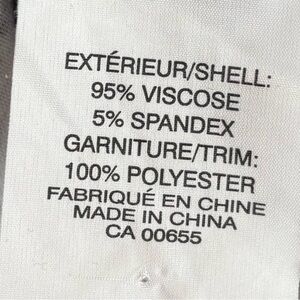 EXTÉRIEUR/SHELL:
95% VISCOSE
5% SPANDEX
GARNITURE/TRIM:
100% POLYESTER
FABRIQUÉ EN CHINE
MADE IN CHINA
CA 00655